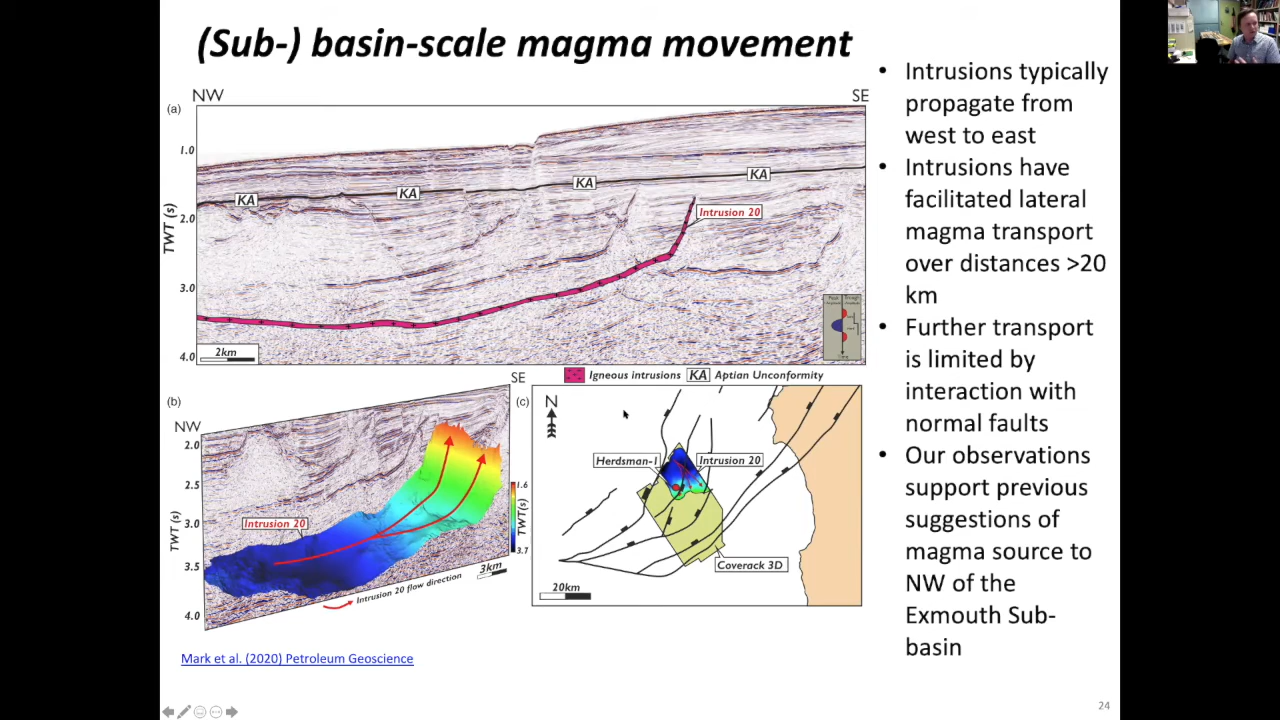 (Sub-) basin-scale magma movement
NW
SE
(a)
1.0
2.0
3.0
4.0
TWT (s)
KA
KA
KA
KA
Intrusion 20
2km
Igneous intrusions
KA
Aptian Unconformity
(b)
NW
SE
2.0
2.5
3.0
3.5
4.0
TWT (s)
Intrusion 20
Intrusion 20 flow direction
3km
1.6
TWT(s)
3.7
(c)
N
Herdsman-1
Intrusion 20
Coverack 3D
20km
Mark et al. (2020) Petroleum Geoscience
• Intrusions typically
propagate from
west to east
• Intrusions have
facilitated lateral
magma transport
over distances >20
km
• Further transport
is limited by
interaction with
normal faults
• Our observations
support previous
suggestions of
magma source to
NW of the
Exmouth Sub-
basin
24